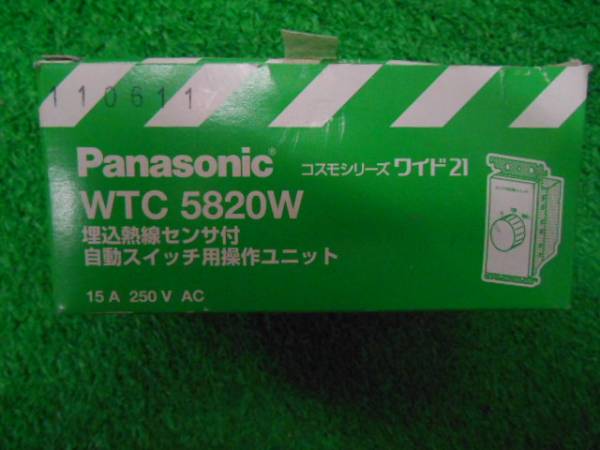 110611
Panasonic® コスモシリーズ ワイド21
WTC 5820W
埋込熱線センサ付
自動スイッチ用操作ユニット
15 A 250 V AC